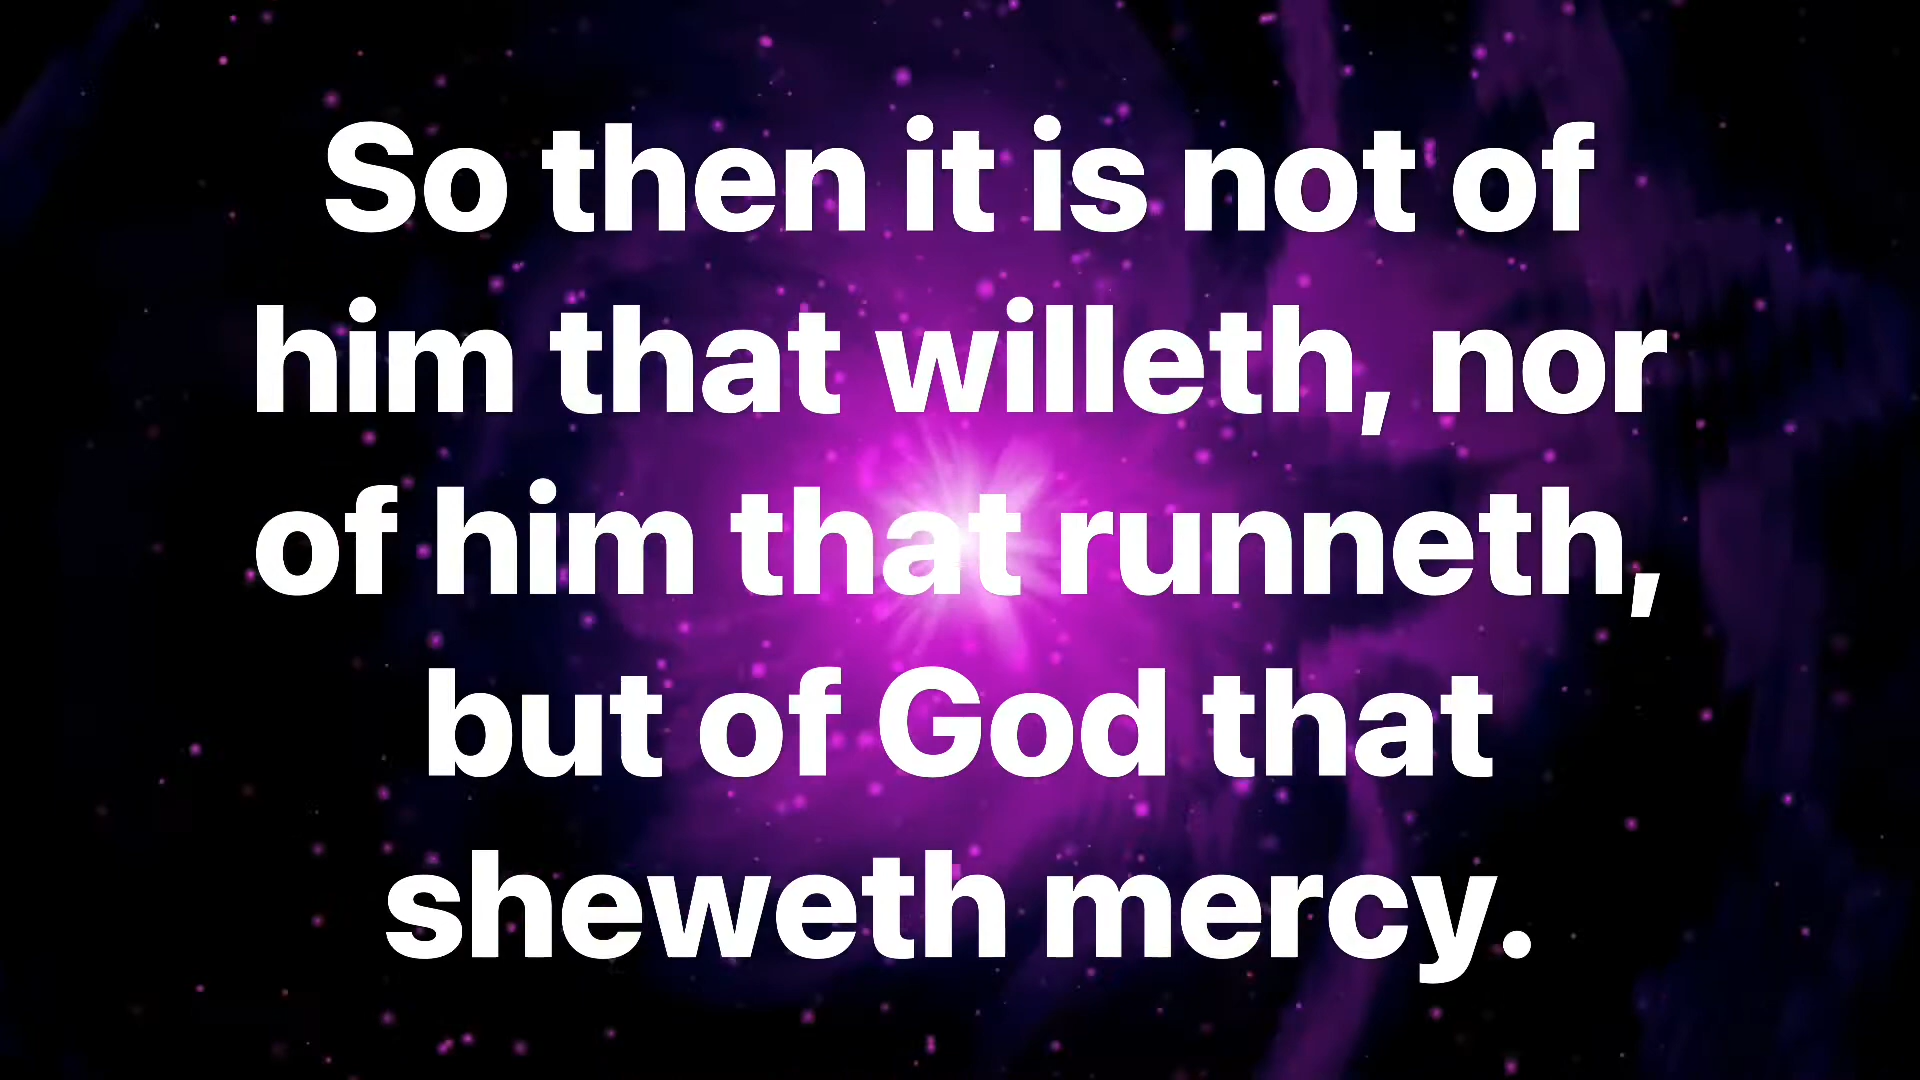 So then it is not of
him that willeth, nor
of him that runneth,
but of God that
sheweth mercy.